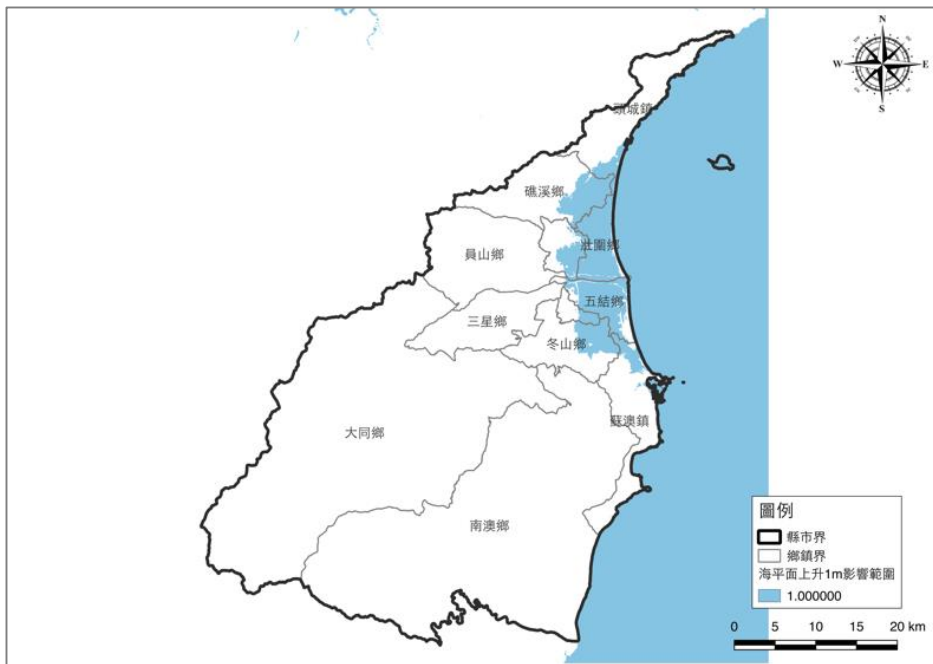 N
W
E
S
頭城鎮
礁溪鄉
壯圍鄉
員山鄉
五結鄉
三星鄉
冬山鄉
蘇澳鎮
大同鄉
南澳鄉
圖例
縣市界
鄉鎮界
海平面上升1m影響範圍
1.000000
0 5 10 15 20 km